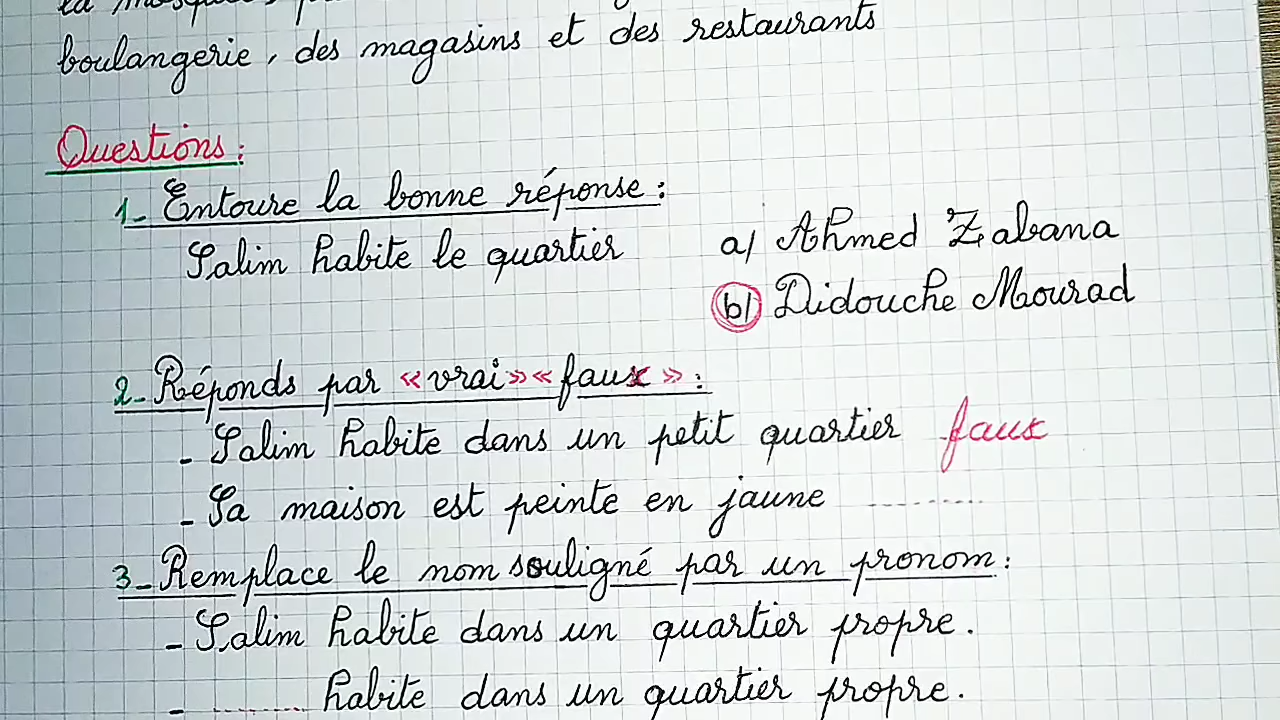 la
boulangerie, des magasins et des restaurants
Questions:
1- Entoure la bonne réponse:
Salim habite le quartier a/ Ahmed Zabana
b/ Didouche Mourad
2- Réponds par «vrai» «faux»:
- Salim habite dans un petit quartier faux
- Sa maison est peinte en jaune ..........
3- Remplace le nom souligné par un pronom:
- Salim habite dans un quartier propre.
- .......... habite dans un quartier propre.